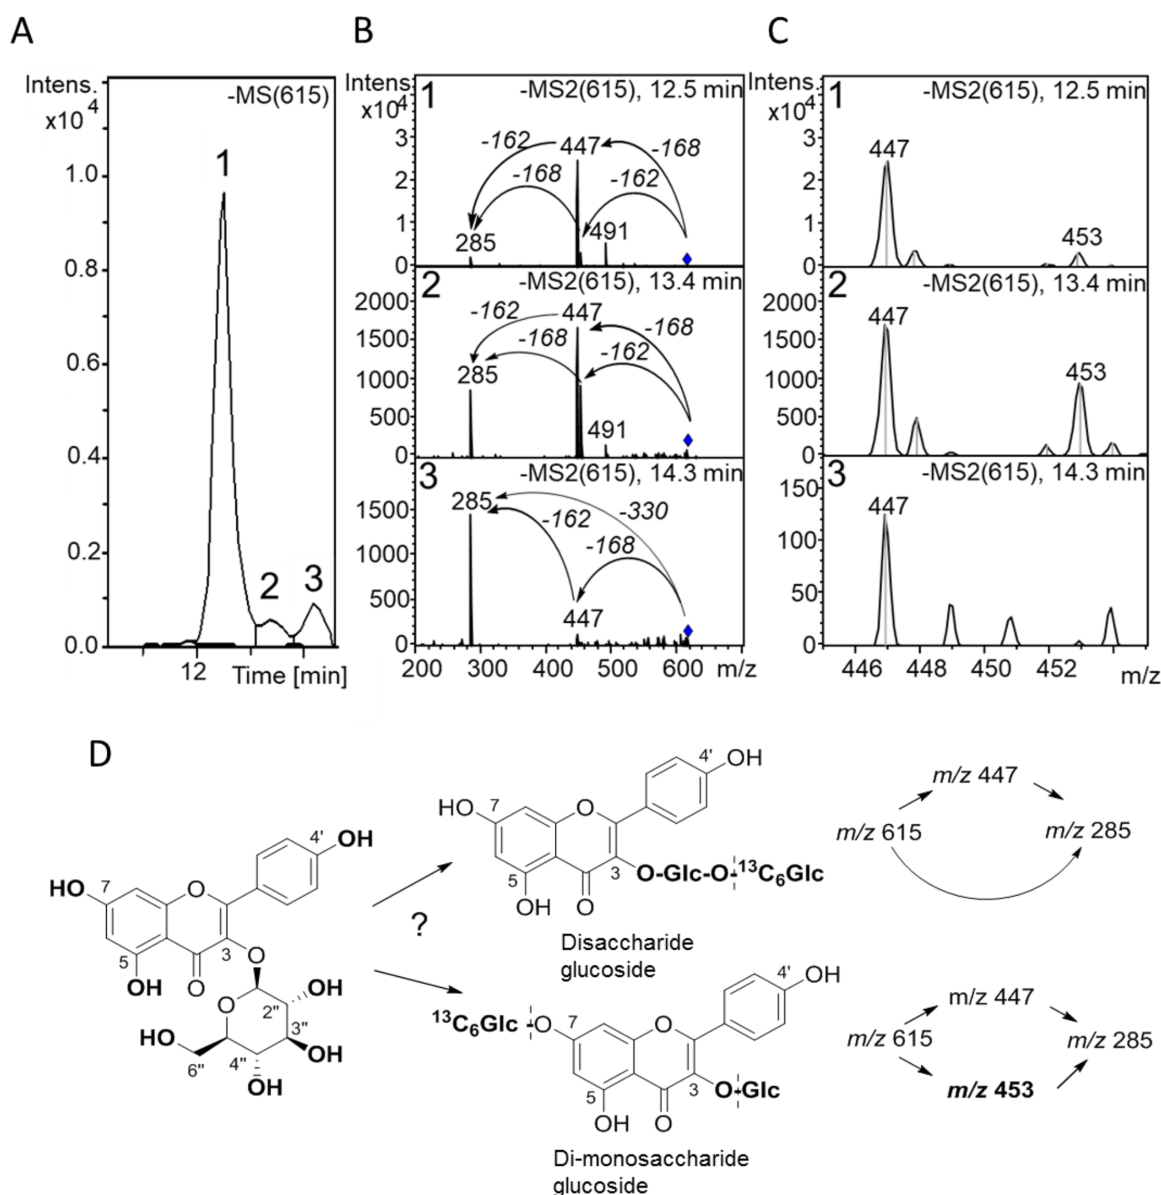 A
Intens.
x10 4
-MS(615)
1
2
3
1.0
0.8
0.6
0.4
0.2
0.0
12
Time [min]
B
Intens.
x10 4
1
-MS2(615), 12.5 min
3
2
1
0
-162
447
-168
-168
-162
285
491
2
-MS2(615), 13.4 min
2000
1500
1000
500
0
-162
447
-168
-168
-162
285
491
3
-MS2(615), 14.3 min
1500
1000
500
0
285
-330
-162
-168
447
200
300
400
500
600
m/z
C
Intens.
x10 4
1
-MS2(615), 12.5 min
3
2
1
0
447
453
2
-MS2(615), 13.4 min
2000
1500
1000
500
0
447
453
3
-MS2(615), 14.3 min
150
100
50
0
447
446
448
450
452
m/z
D
HO
7
O
4'
OH
5
OH
O
3
O
O
2''
OH
3''
OH
4''
OH
6''
HO
?
HO
7
O
4'
OH
5
OH
O
3
O-Glc-O-¹³C₆Glc
Disaccharide
glucoside
m/z 447
m/z 615
m/z 285
¹³C₆Glc
O
7
O
4'
OH
5
OH
O
3
O-Glc
Di-monosaccharide
glucoside
m/z 447
m/z 615
m/z 285
m/z 453